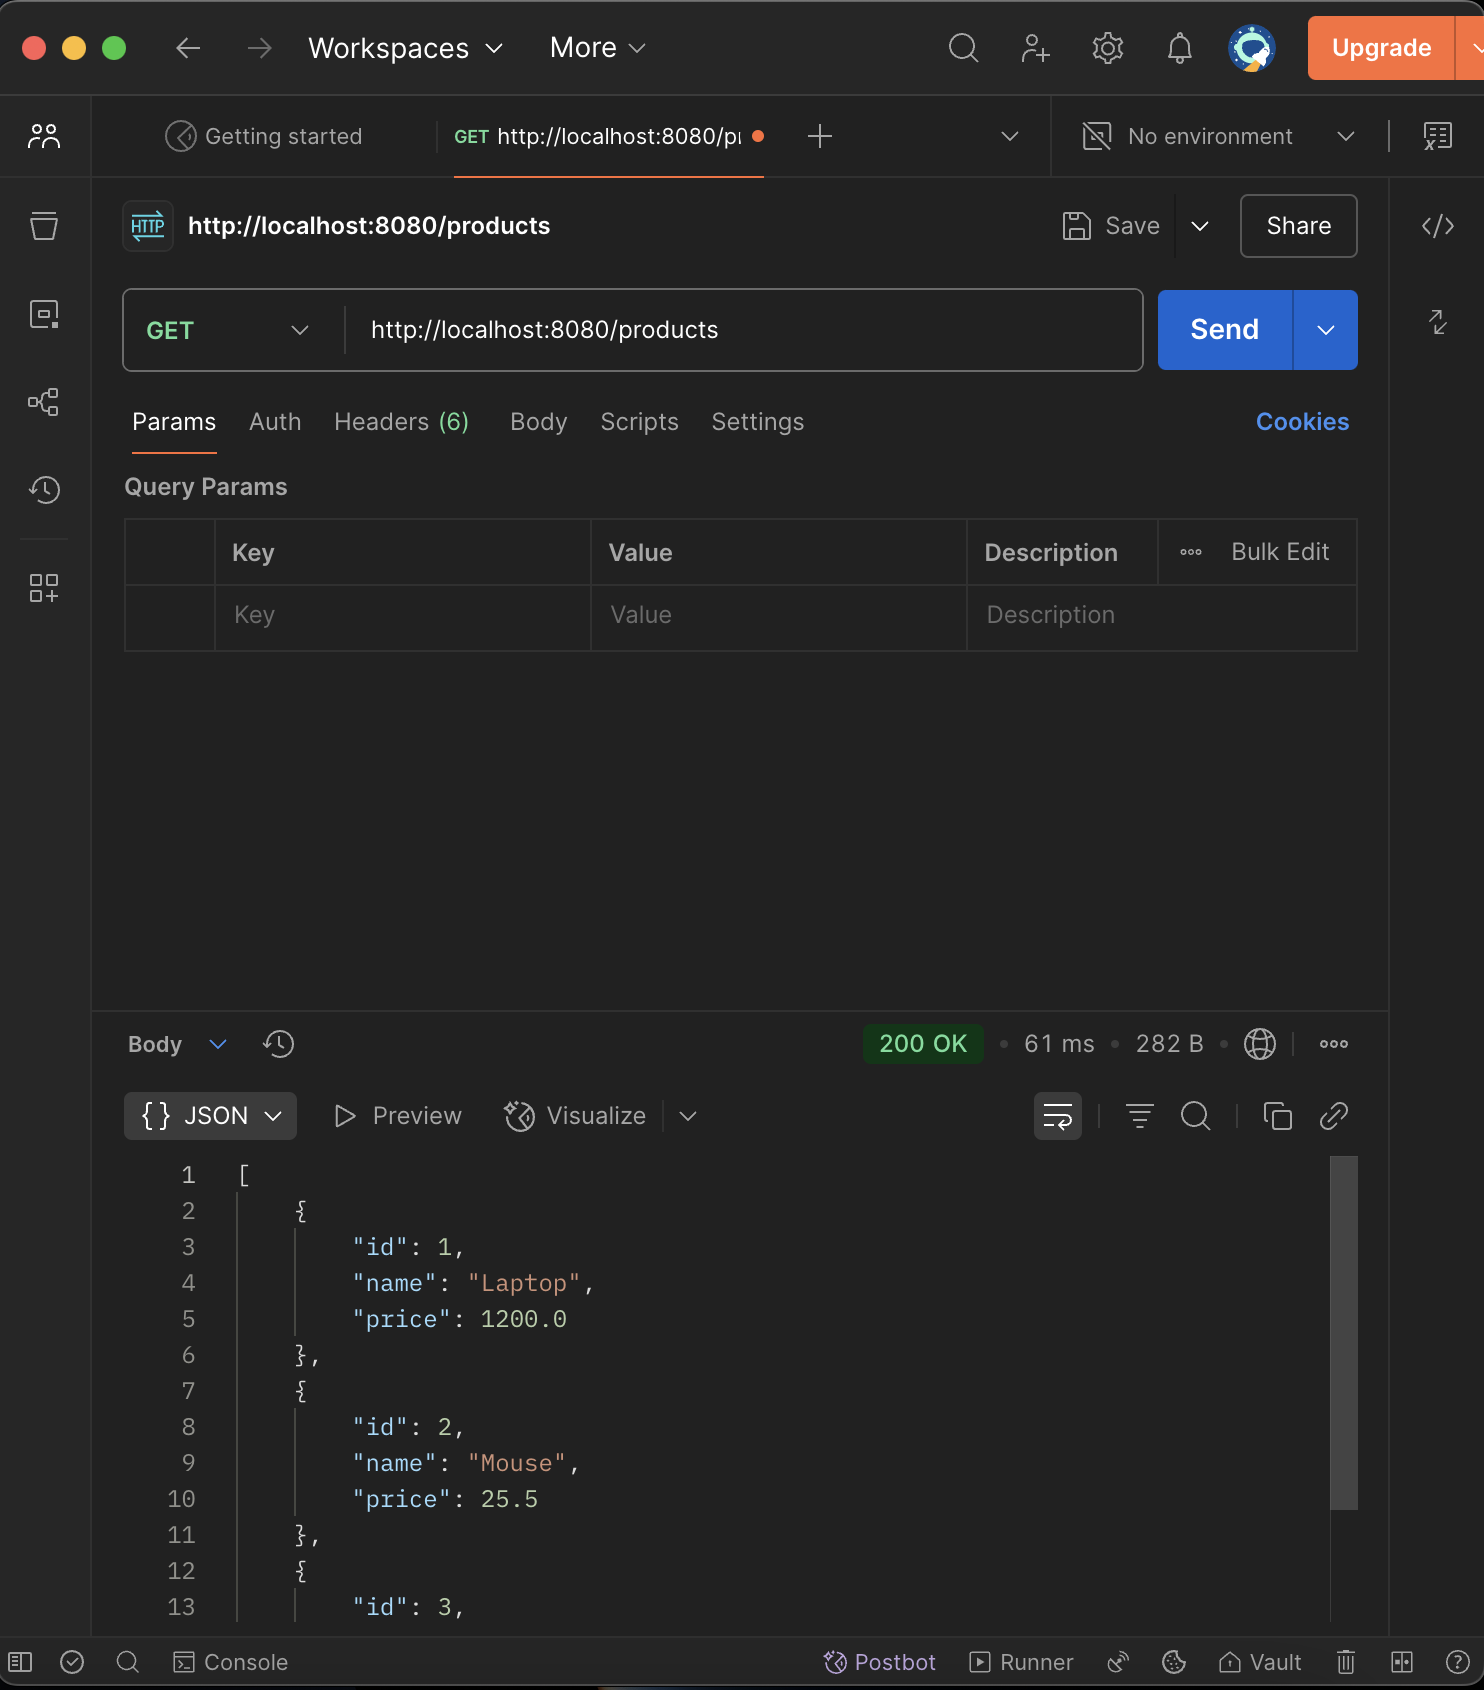 Workspaces More Upgrade
Getting started GET http://localhost:8080/pr No environment
HTTP http://localhost:8080/products Save Share
GET http://localhost:8080/products Send
Params Auth Headers (6) Body Scripts Settings Cookies
Query Params
Key Value Description Bulk Edit
Key Value Description
Body 200 OK 61 ms 282 B
{ } JSON Preview Visualize
1 [
2 {
3 "id": 1,
4 "name": "Laptop",
5 "price": 1200.0
6 },
7 {
8 "id": 2,
9 "name": "Mouse",
10 "price": 25.5
11 },
12 {
13 "id": 3,
Console Postbot Runner Vault